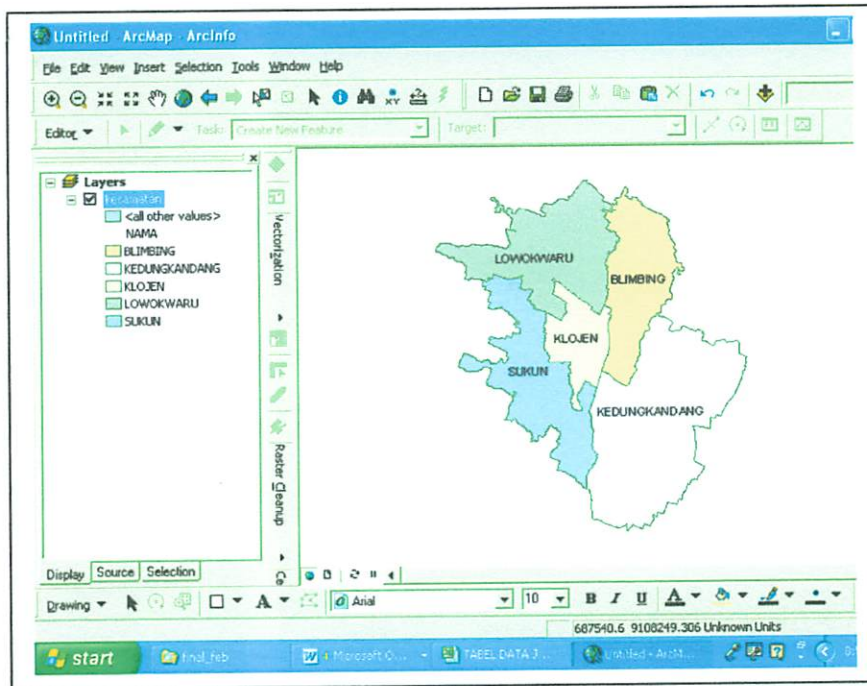 Untitled - ArcMap - ArcInfo
File Edit View Insert Selection Tools Window Help
Editor Task: Create New Feature Target:
Layers
kecamatan
<all other values>
NAMA
BLIMBING
KEDUNGKANDANG
KLOJEN
LOWOKWARU
SUKUN
Vectorization
Raster Cleanup
Ce
LOWOKWARU
BLIMBING
KLOJEN
SUKUN
KEDUNGKANDANG
Display Source Selection
Drawing A Arial 10 B I U A
687540.6 9108249.306 Unknown Units
start final_feb 4 Microsoft O... TABEL DATA J... Untitled - ArcM...